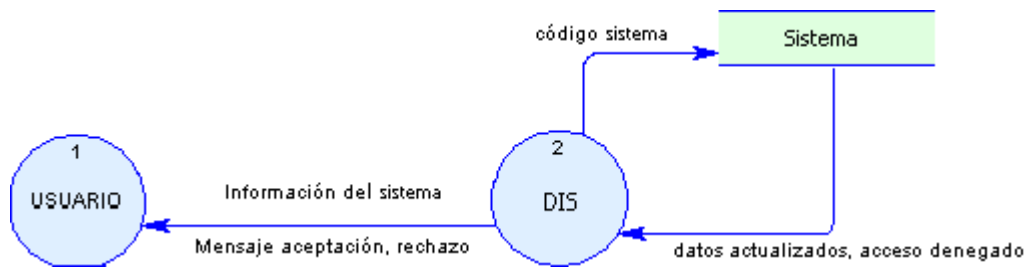 código sistema
Sistema
1
USUARIO
Información del sistema
Mensaje aceptación, rechazo
2
DIS
datos actualizados, acceso denegado